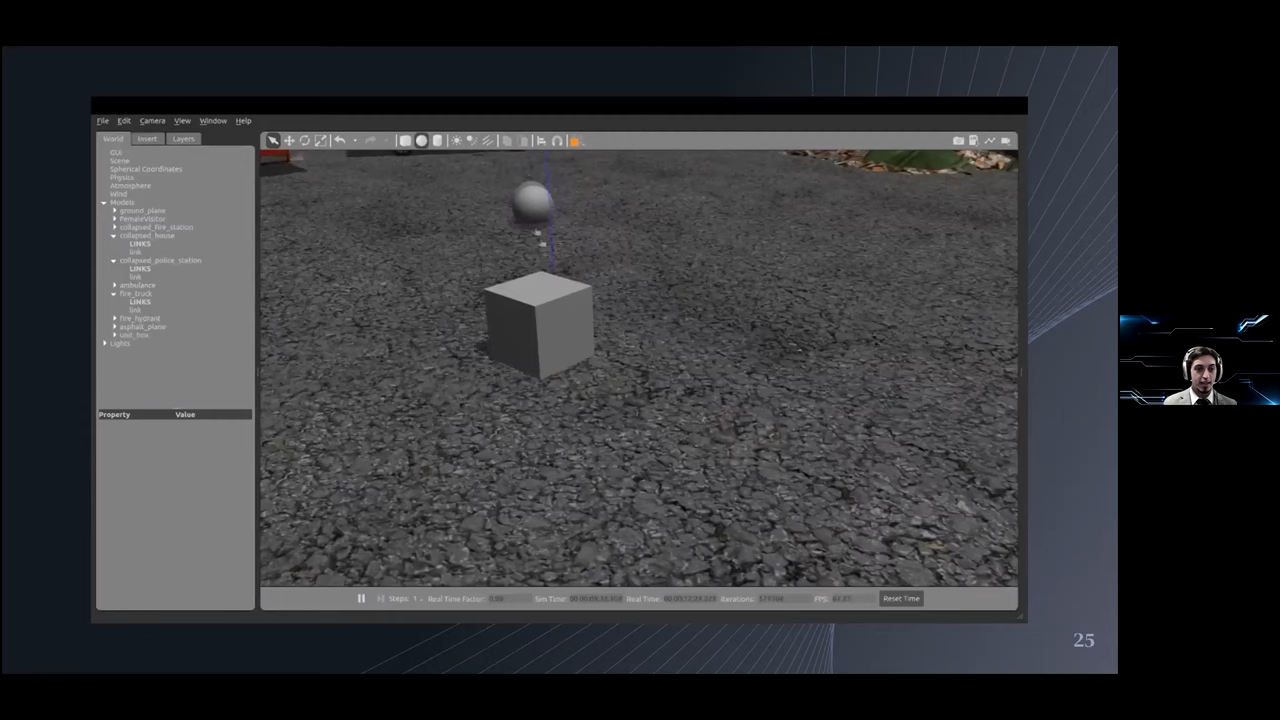 File Edit Camera View Window Help
World Insert Layers
GUI
Scene
Spherical Coordinates
Physics
Atmosphere
Wind
Models
ground_plane
FemaleVisitor
collapsed_fire_station
collapsed_house
LINKS
link
collapsed_police_station
LINKS
link
ambulance
fire_truck
LINKS
link
fire_hydrant
asphalt_plane
unit_box
Lights
Property Value
Steps: 1 Real Time Factor: Sim Time: Real Time: Iterations: FPS: Reset Time
25